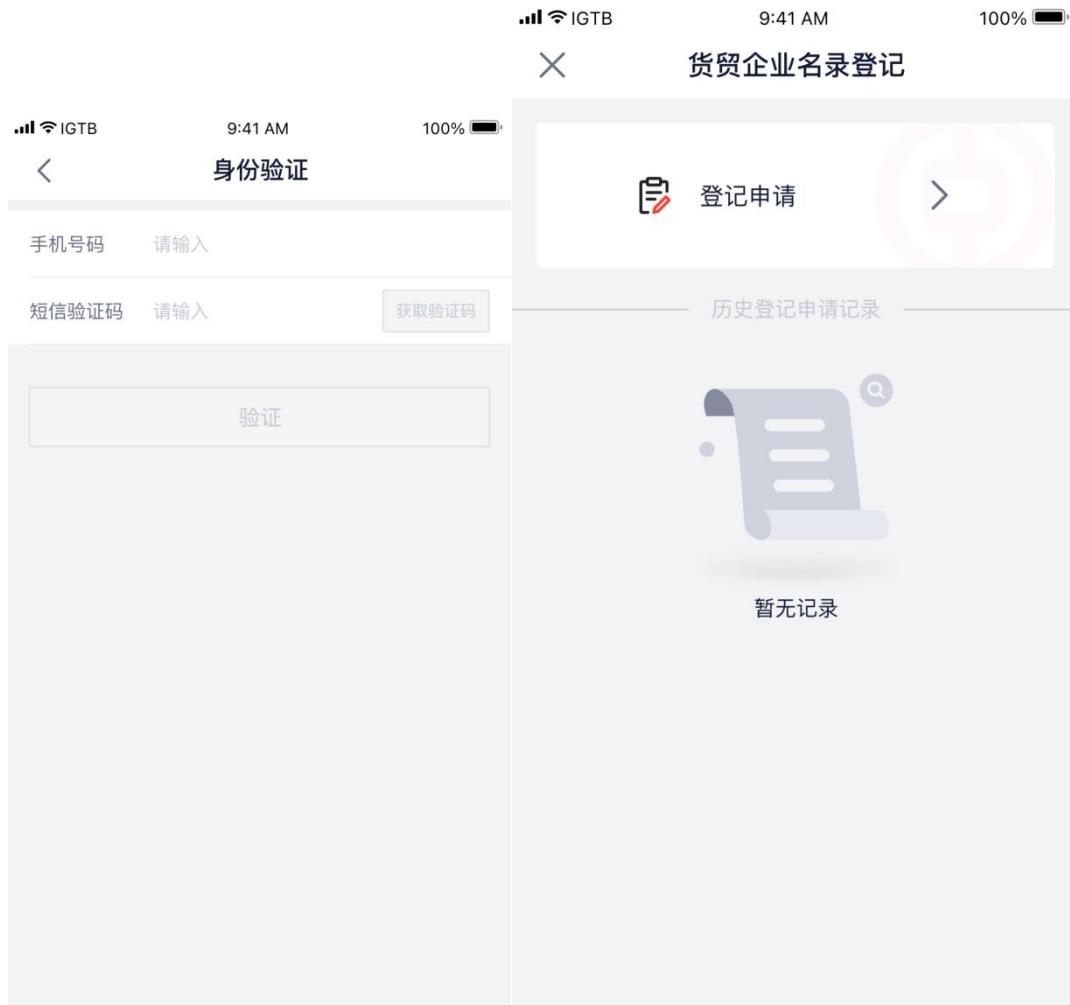 IGTB 9:41 AM 100%
身份验证
手机号码 请输入
短信验证码 请输入 获取验证码
验证
IGTB 9:41 AM 100%
货贸企业名录登记
登记申请
历史登记申请记录
暂无记录